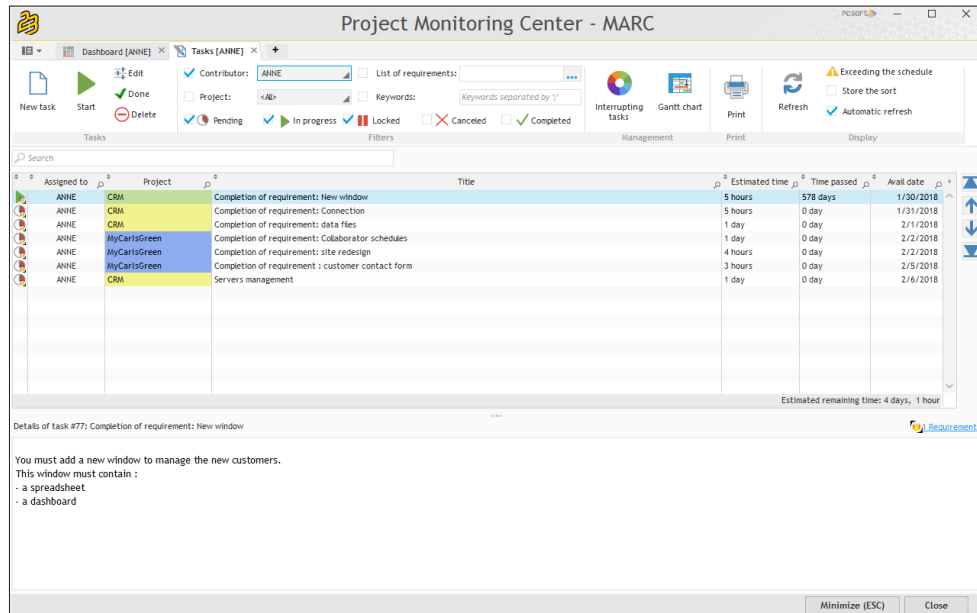 Project Monitoring Center - MARC
PCSOFT
Dashboard [ANNE] Tasks [ANNE] +
New task Start Edit Done Delete
Tasks
Contributor: ANNE List of requirements: ...
Project: <All> Keywords: Keywords separated by ';'
Pending In progress Locked Canceled Completed
Filters
Interrupting tasks Gantt chart
Management
Print
Print
Refresh Exceeding the schedule
Store the sort
Automatic refresh
Display
Search
Assigned to Project Title Estimated time Time passed Avail date
ANNE CRM Completion of requirement: New window 5 hours 578 days 1/30/2018
ANNE CRM Completion of requirement: Connection 5 hours 0 day 1/31/2018
ANNE CRM Completion of requirement: data files 1 day 0 day 2/1/2018
ANNE MyCarIsGreen Completion of requirement: Collaborator schedules 1 day 0 day 2/2/2018
ANNE MyCarIsGreen Completion of requirement: site redesign 4 hours 0 day 2/2/2018
ANNE MyCarIsGreen Completion of requirement : customer contact form 3 hours 0 day 2/5/2018
ANNE CRM Servers management 1 day 0 day 2/6/2018
Estimated remaining time: 4 days, 1 hour
Details of task #77: Completion of requirement: New window
1 Requirement
You must add a new window to manage the new customers.
This window must contain :
- a spreadsheet
- a dashboard
Minimize (ESC) Close